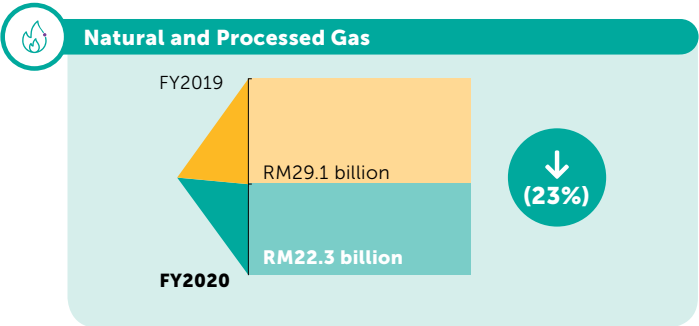 Natural and Processed Gas
FY2019
RM29.1 billion
(23%)
RM22.3 billion
FY2020